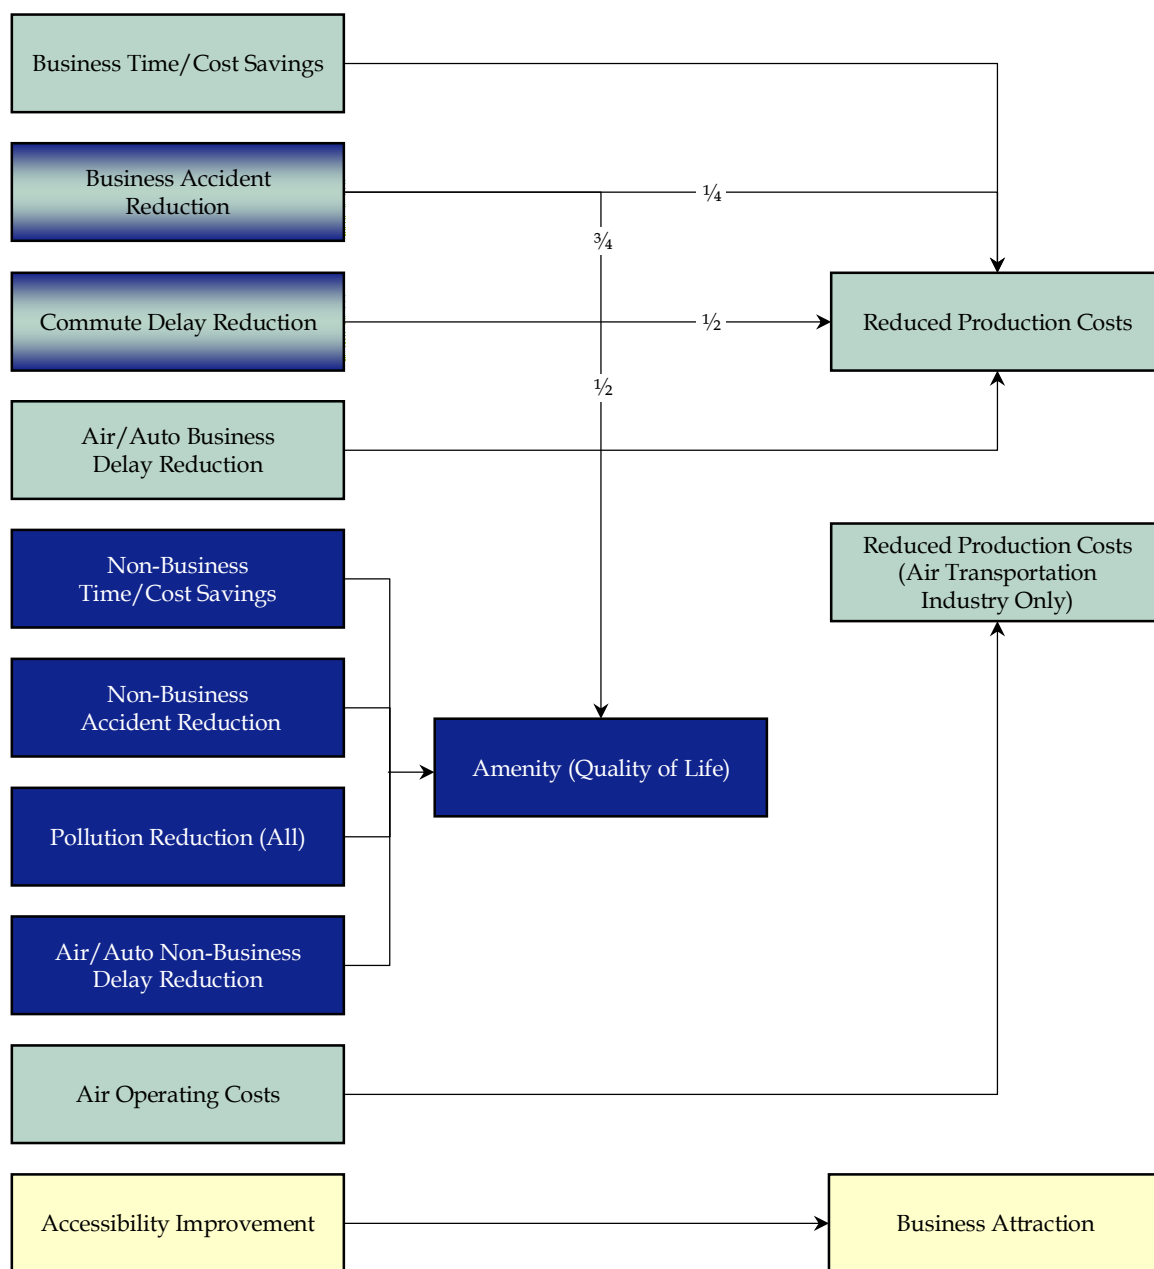 Business Time/Cost Savings
Business Accident
Reduction
¼
¾
Commute Delay Reduction
½
Reduced Production Costs
½
Air/Auto Business
Delay Reduction
Non-Business
Time/Cost Savings
Reduced Production Costs
(Air Transportation
Industry Only)
Non-Business
Accident Reduction
Amenity (Quality of Life)
Pollution Reduction (All)
Air/Auto Non-Business
Delay Reduction
Air Operating Costs
Accessibility Improvement
Business Attraction